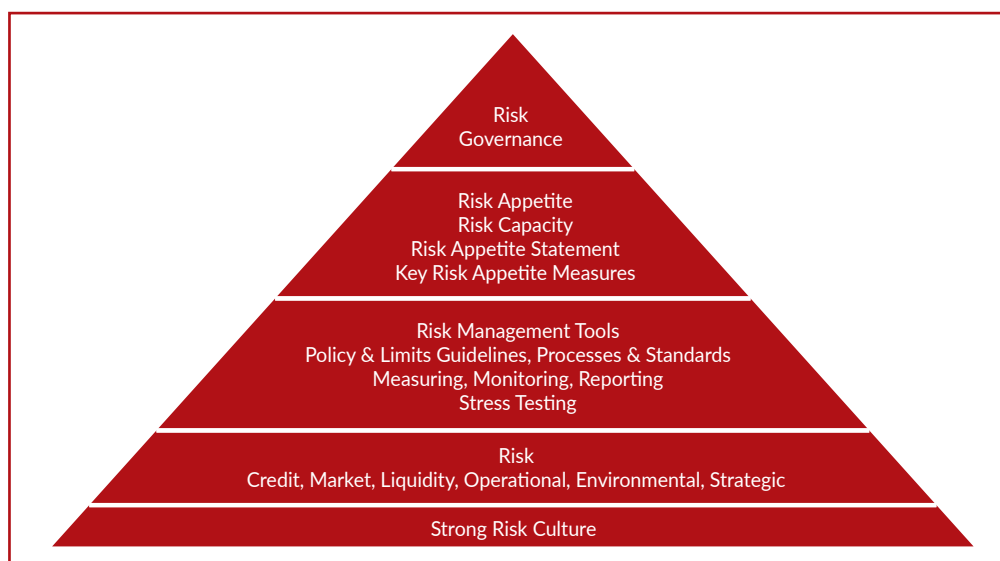 Risk
Governance
Risk Appetite
Risk Capacity
Risk Appetite Statement
Key Risk Appetite Measures
Risk Management Tools
Policy & Limits Guidelines, Processes & Standards
Measuring, Monitoring, Reporting
Stress Testing
Risk
Credit, Market, Liquidity, Operational, Environmental, Strategic
Strong Risk Culture